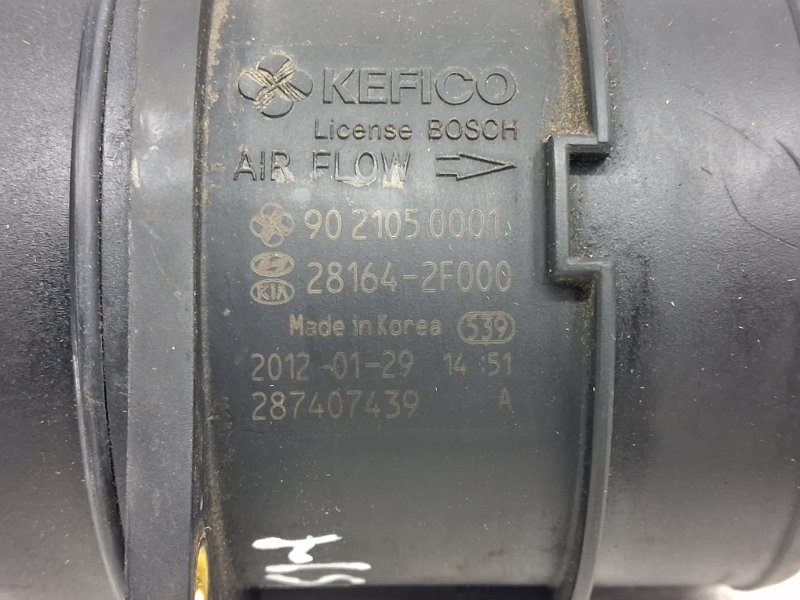 KEFICO
License BOSCH
AIR FLOW
90 2105 0001
28164-2F000
KIA
Made in Korea 539
2012-01-29 14:51
287407439 A